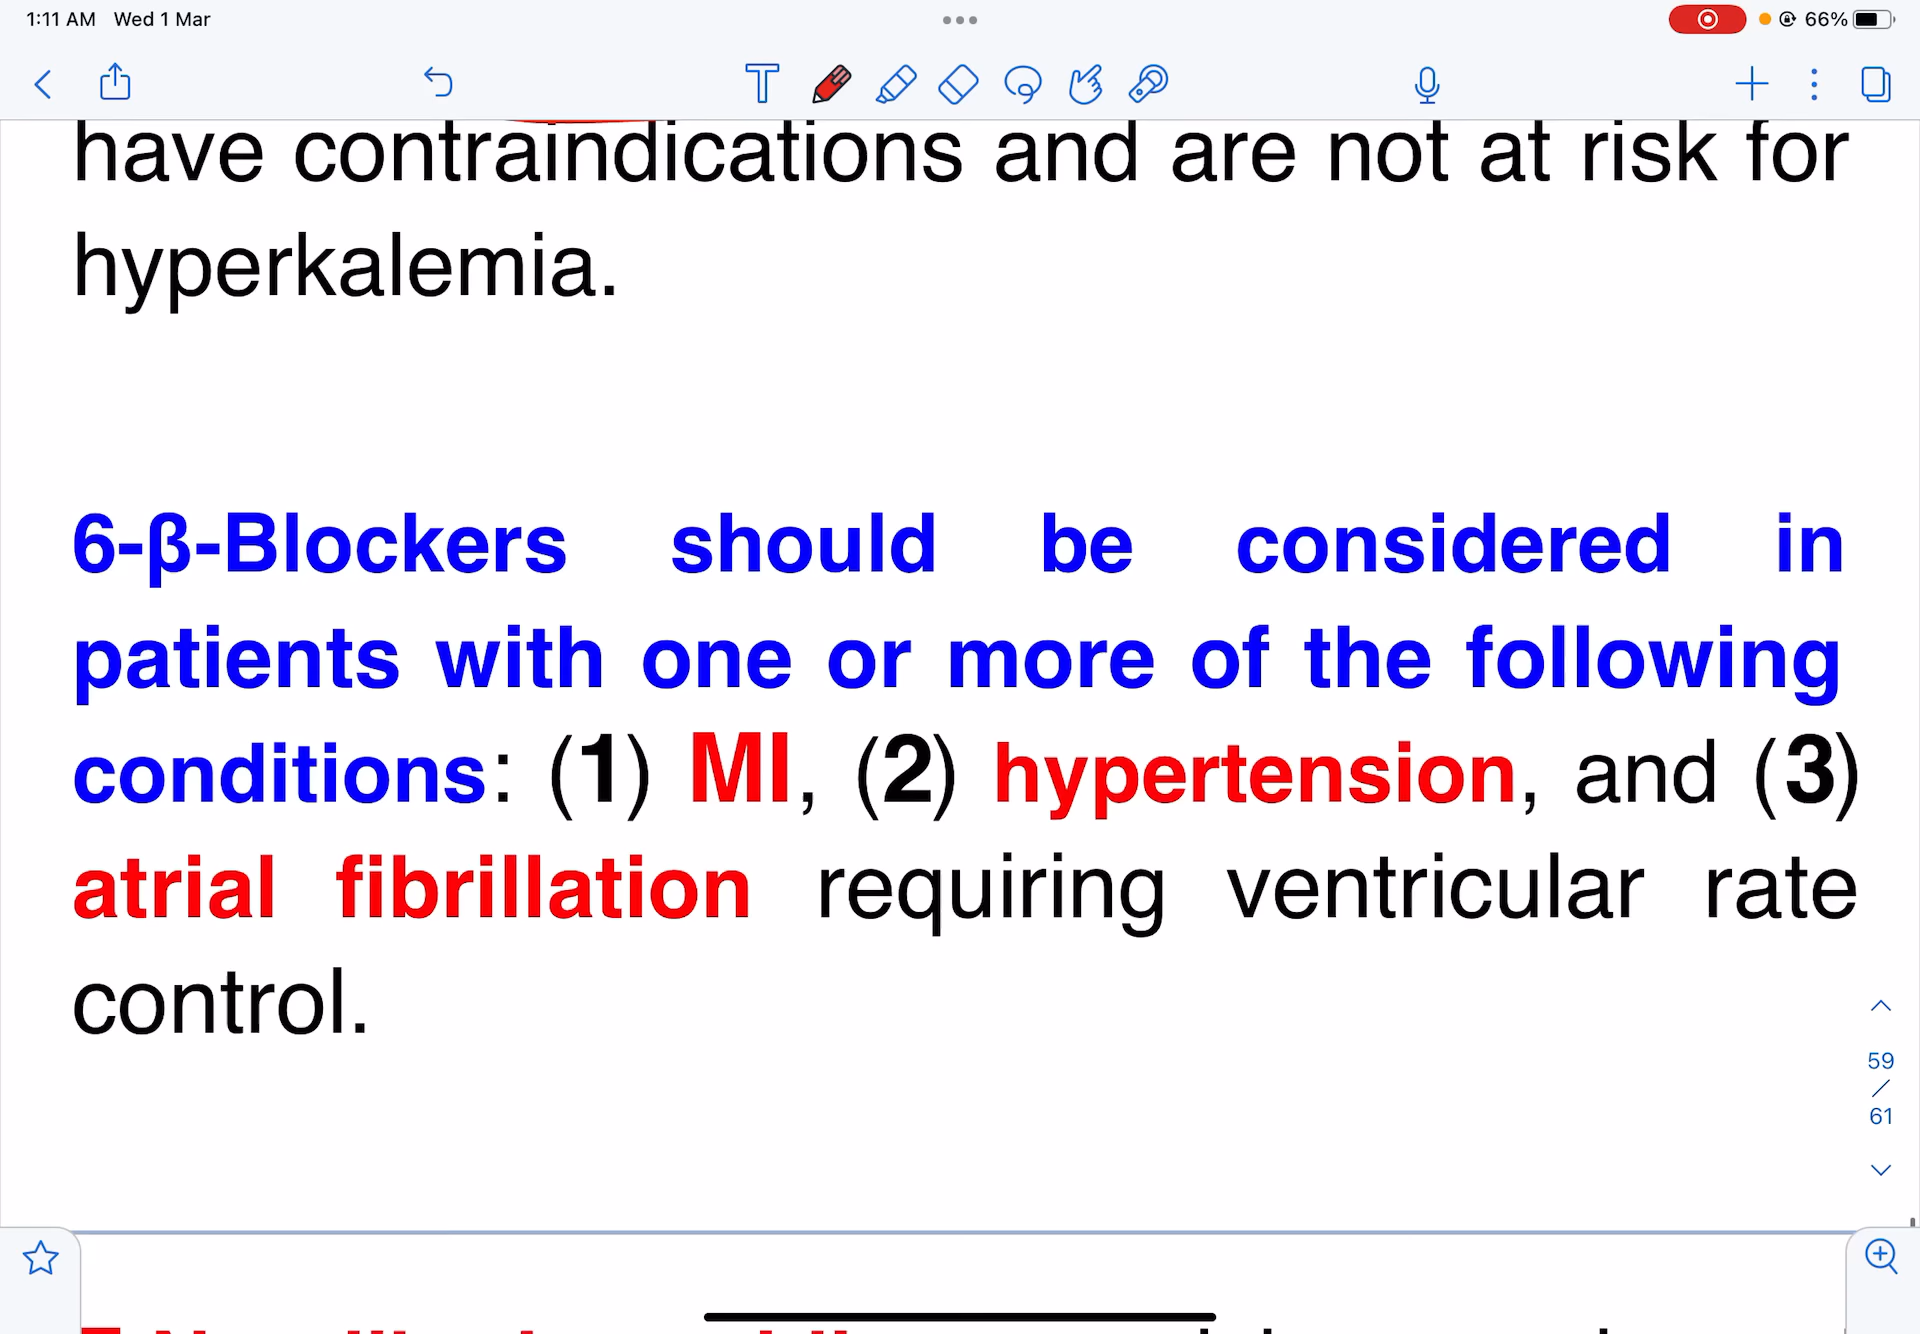 1:11 AM Wed 1 Mar
66%
have contraindications and are not at risk for
hyperkalemia.
6-β-Blockers should be considered in
patients with one or more of the following
conditions: (1) MI, (2) hypertension, and (3)
atrial fibrillation requiring ventricular rate
control.
59
/
61